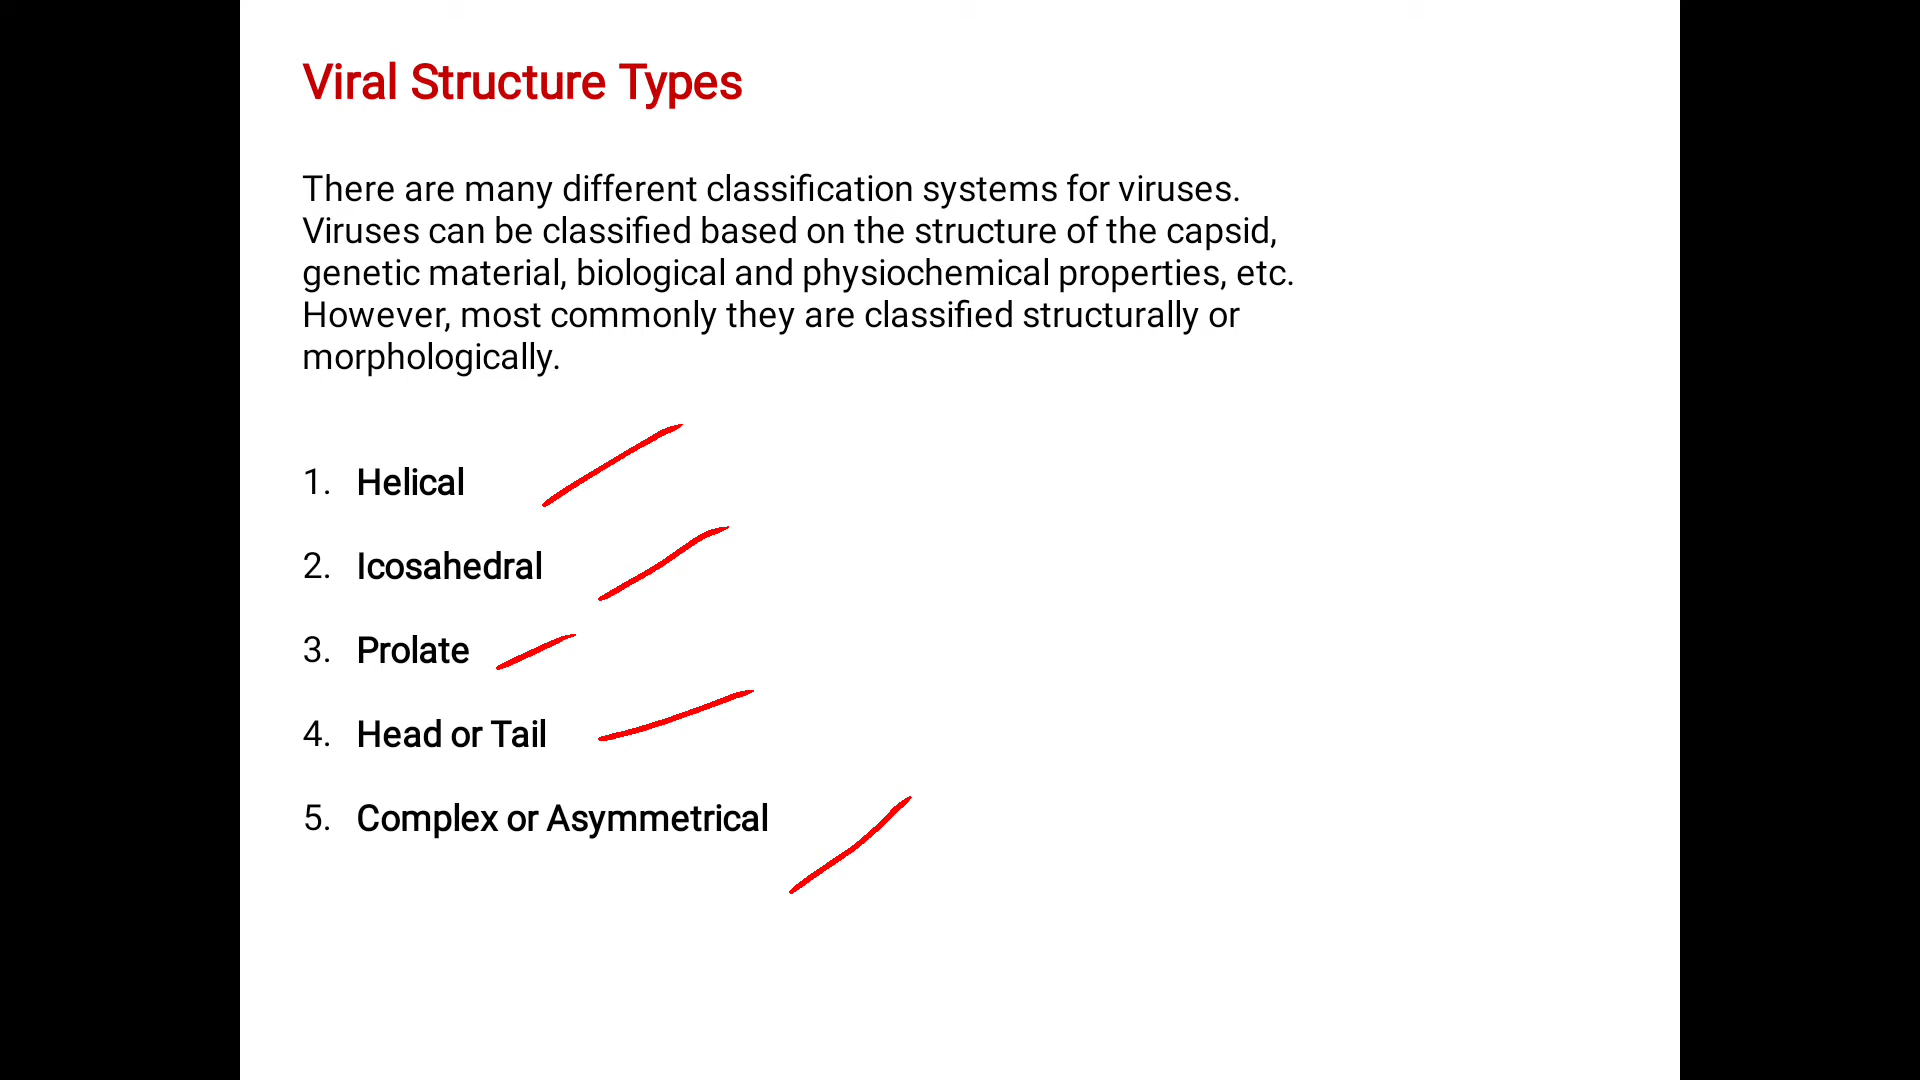 Viral Structure Types
There are many different classification systems for viruses.
Viruses can be classified based on the structure of the capsid,
genetic material, biological and physiochemical properties, etc.
However, most commonly they are classified structurally or
morphologically.
1. Helical
2. Icosahedral
3. Prolate
4. Head or Tail
5. Complex or Asymmetrical